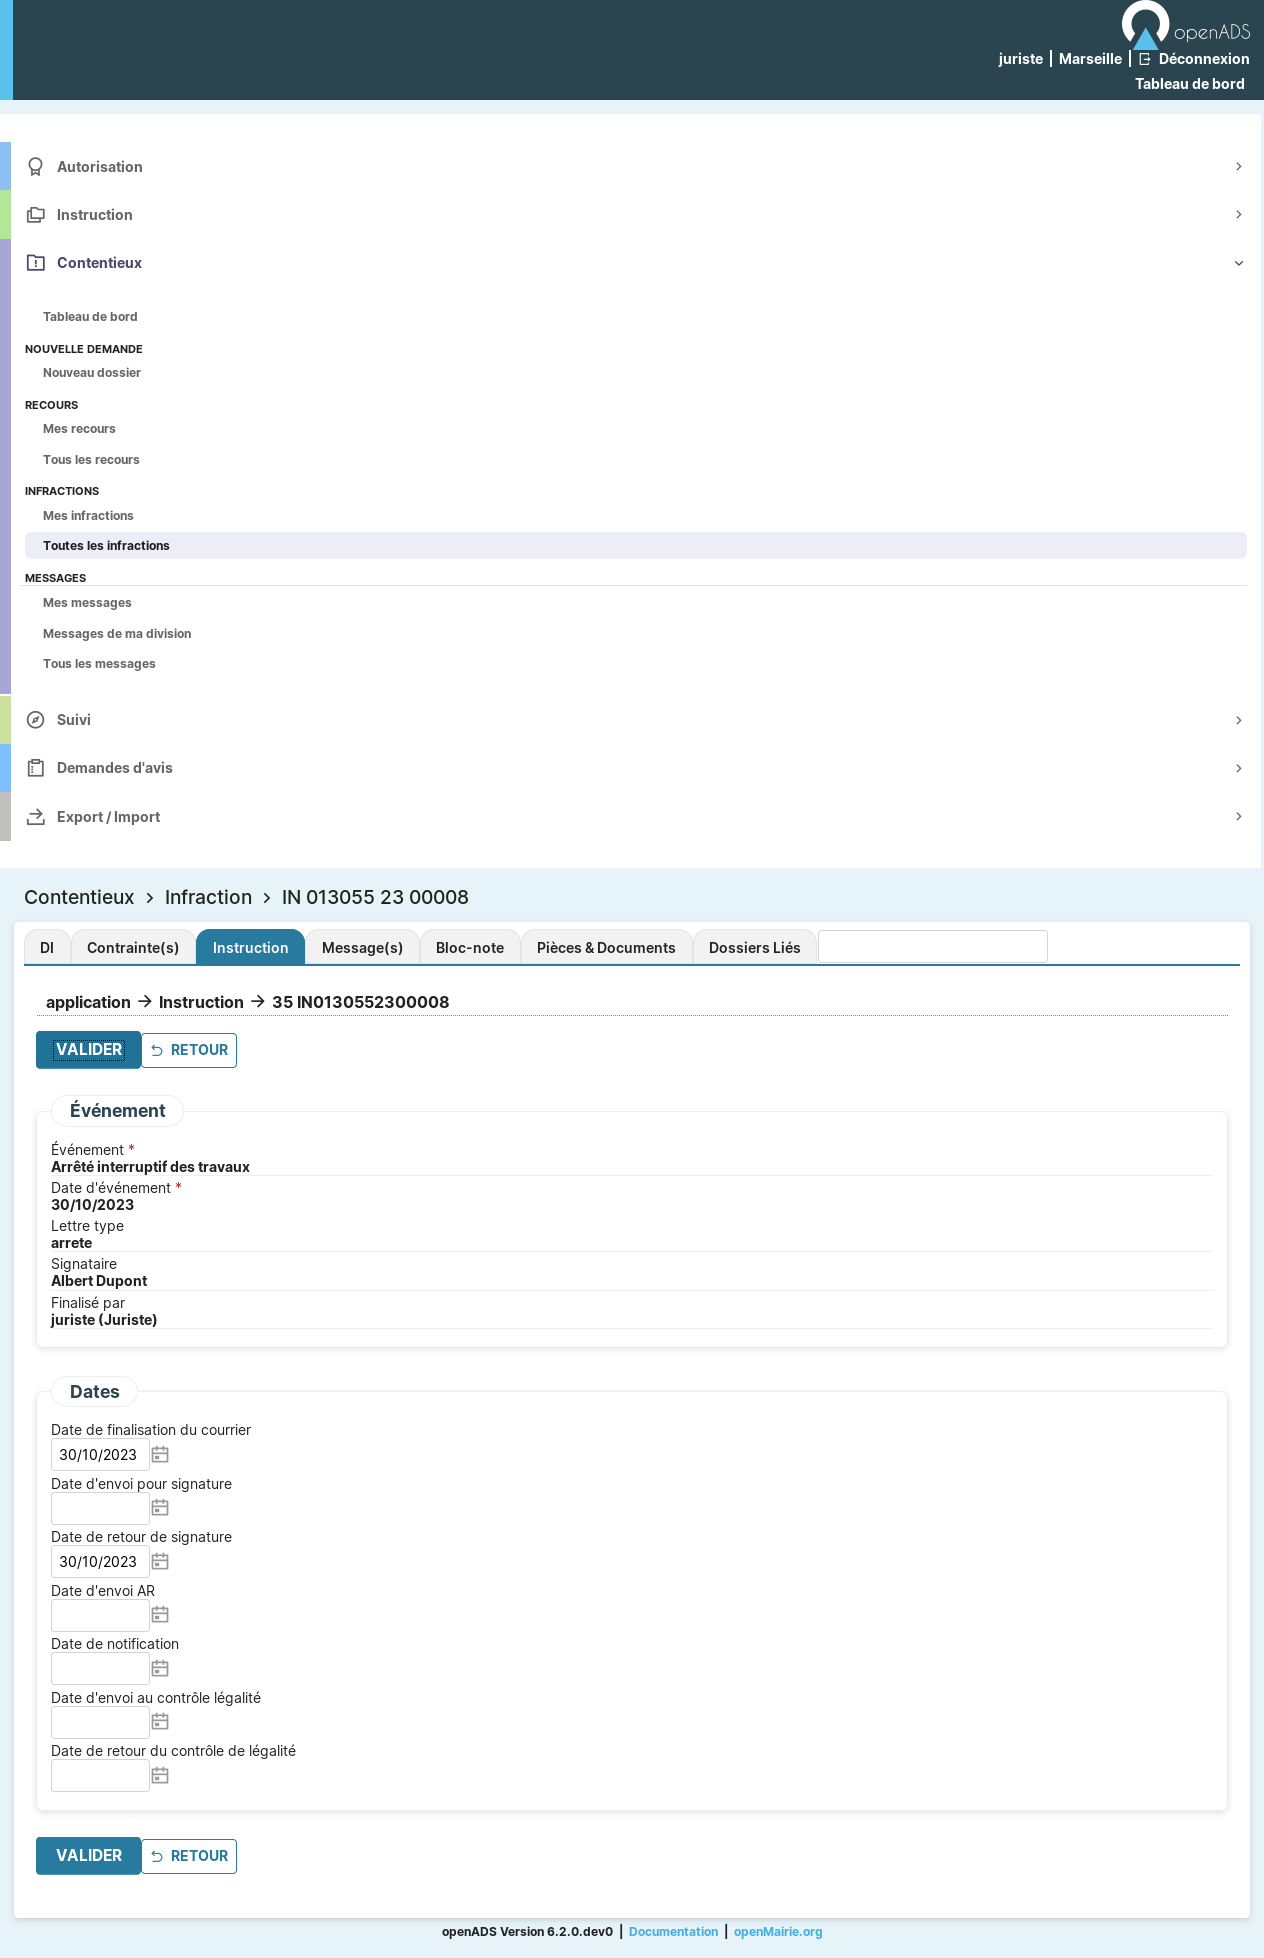 openADS
juriste | Marseille | Déconnexion
Tableau de bord
Autorisation
Instruction
Contentieux
Tableau de bord
NOUVELLE DEMANDE
Nouveau dossier
RECOURS
Mes recours
Tous les recours
INFRACTIONS
Mes infractions
Toutes les infractions
MESSAGES
Mes messages
Messages de ma division
Tous les messages
Suivi
Demandes d'avis
Export / Import
Contentieux > Infraction > IN 013055 23 00008
DI Contrainte(s) Instruction Message(s) Bloc-note Pièces & Documents Dossiers Liés
application → Instruction → 35 IN0130552300008
VALIDER RETOUR
Événement
Événement *
Arrêté interruptif des travaux
Date d'événement *
30/10/2023
Lettre type
arrete
Signataire
Albert Dupont
Finalisé par
juriste (Juriste)
Dates
Date de finalisation du courrier
30/10/2023
Date d'envoi pour signature
Date de retour de signature
30/10/2023
Date d'envoi AR
Date de notification
Date d'envoi au contrôle légalité
Date de retour du contrôle de légalité
VALIDER RETOUR
openADS Version 6.2.0.dev0 | Documentation | openMairie.org